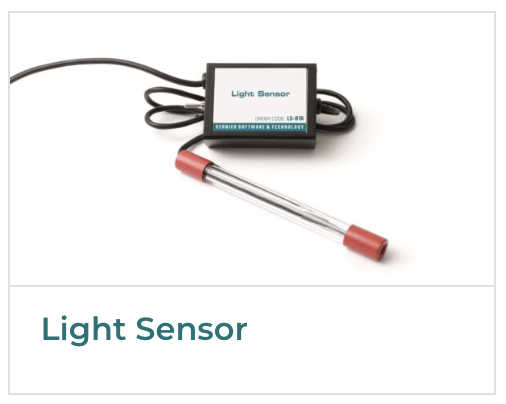 Light Sensor
ORDER CODE: LS-BTA
VERNIER SOFTWARE & TECHNOLOGY
Light Sensor